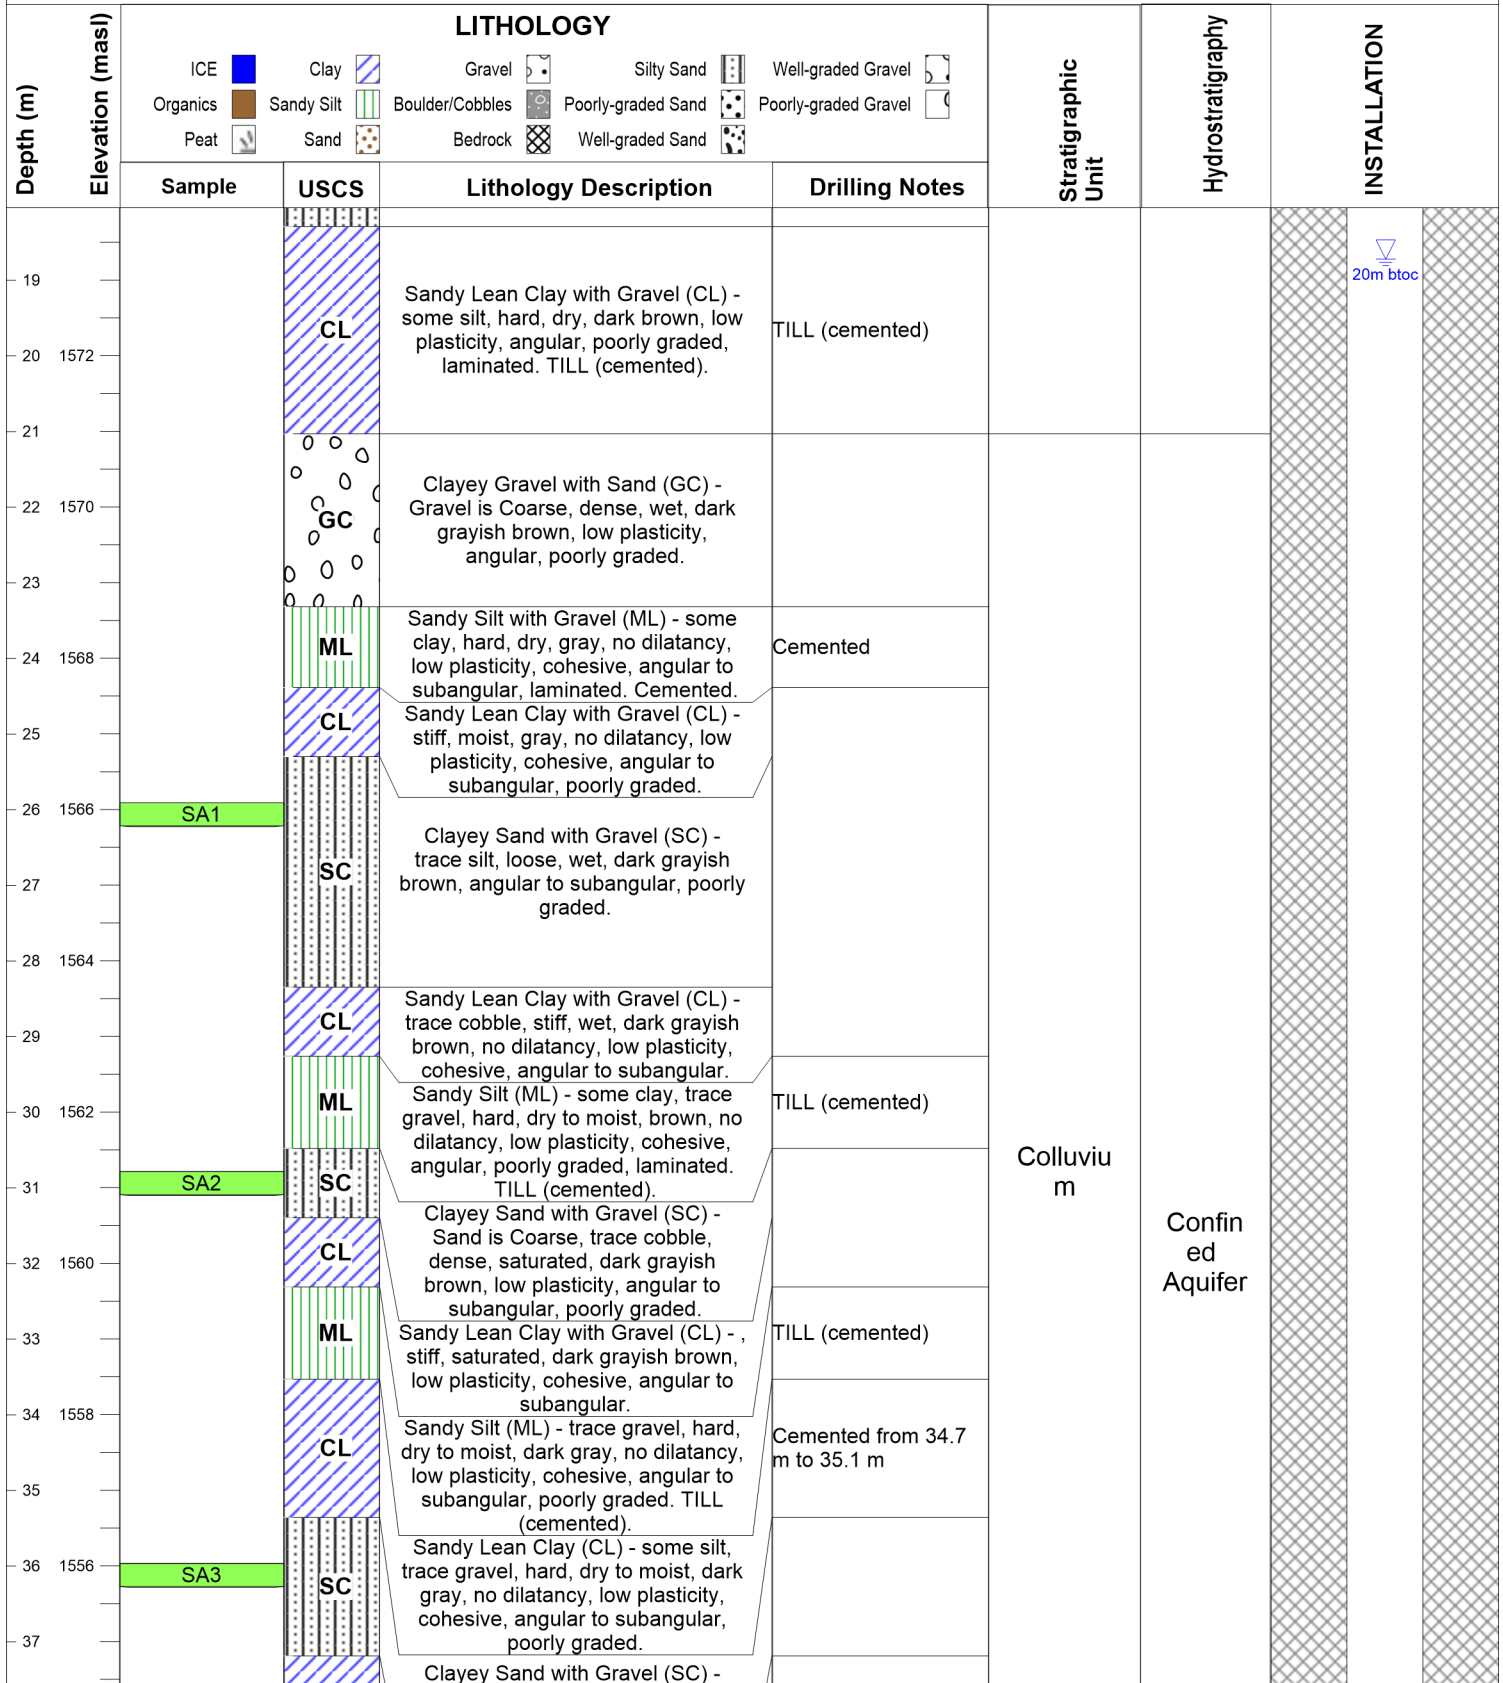 LITHOLOGY
ICE
Clay
Gravel
Silty Sand
Well-graded Gravel
Organics
Sandy Silt
Boulder/Cobbles
Poorly-graded Sand
Poorly-graded Gravel
Peat
Sand
Bedrock
Well-graded Sand
Depth (m)
Elevation (masl)
Sample
USCS
Lithology Description
Drilling Notes
Stratigraphic
Unit
Hydrostratigraphy
INSTALLATION
19
20
21
22
23
24
25
26
27
28
29
30
31
32
33
34
35
36
37
1572
1570
1568
1566
1564
1562
1560
1558
1556
SA1
SA2
SA3
CL
GC
ML
CL
SC
CL
ML
SC
CL
ML
CL
SC
Sandy Lean Clay with Gravel (CL) -
some silt, hard, dry, dark brown, low
plasticity, angular, poorly graded,
laminated. TILL (cemented).
Clayey Gravel with Sand (GC) -
Gravel is Coarse, dense, wet, dark
grayish brown, low plasticity,
angular, poorly graded.
Sandy Silt with Gravel (ML) - some
clay, hard, dry, gray, no dilatancy,
low plasticity, cohesive, angular to
subangular, laminated. Cemented.
Sandy Lean Clay with Gravel (CL) -
stiff, moist, gray, no dilatancy, low
plasticity, cohesive, angular to
subangular, poorly graded.
Clayey Sand with Gravel (SC) -
trace silt, loose, wet, dark grayish
brown, angular to subangular, poorly
graded.
Sandy Lean Clay with Gravel (CL) -
trace cobble, stiff, wet, dark grayish
brown, no dilatancy, low plasticity,
cohesive, angular to subangular.
Sandy Silt (ML) - some clay, trace
gravel, hard, dry to moist, brown, no
dilatancy, low plasticity, cohesive,
angular, poorly graded, laminated.
TILL (cemented).
Clayey Sand with Gravel (SC) -
Sand is Coarse, trace cobble,
dense, saturated, dark grayish
brown, low plasticity, angular to
subangular, poorly graded.
Sandy Lean Clay with Gravel (CL) - ,
stiff, saturated, dark grayish brown,
low plasticity, cohesive, angular to
subangular.
Sandy Silt (ML) - trace gravel, hard,
dry to moist, dark gray, no dilatancy,
low plasticity, cohesive, angular to
subangular, poorly graded. TILL
(cemented).
Sandy Lean Clay (CL) - some silt,
trace gravel, hard, dry to moist, dark
gray, no dilatancy, low plasticity,
cohesive, angular to subangular,
poorly graded.
Clayey Sand with Gravel (SC) -
TILL (cemented)
Cemented
TILL (cemented)
TILL (cemented)
Cemented from 34.7
m to 35.1 m
Colluviu
m
Confin
ed
Aquifer
20m btoc